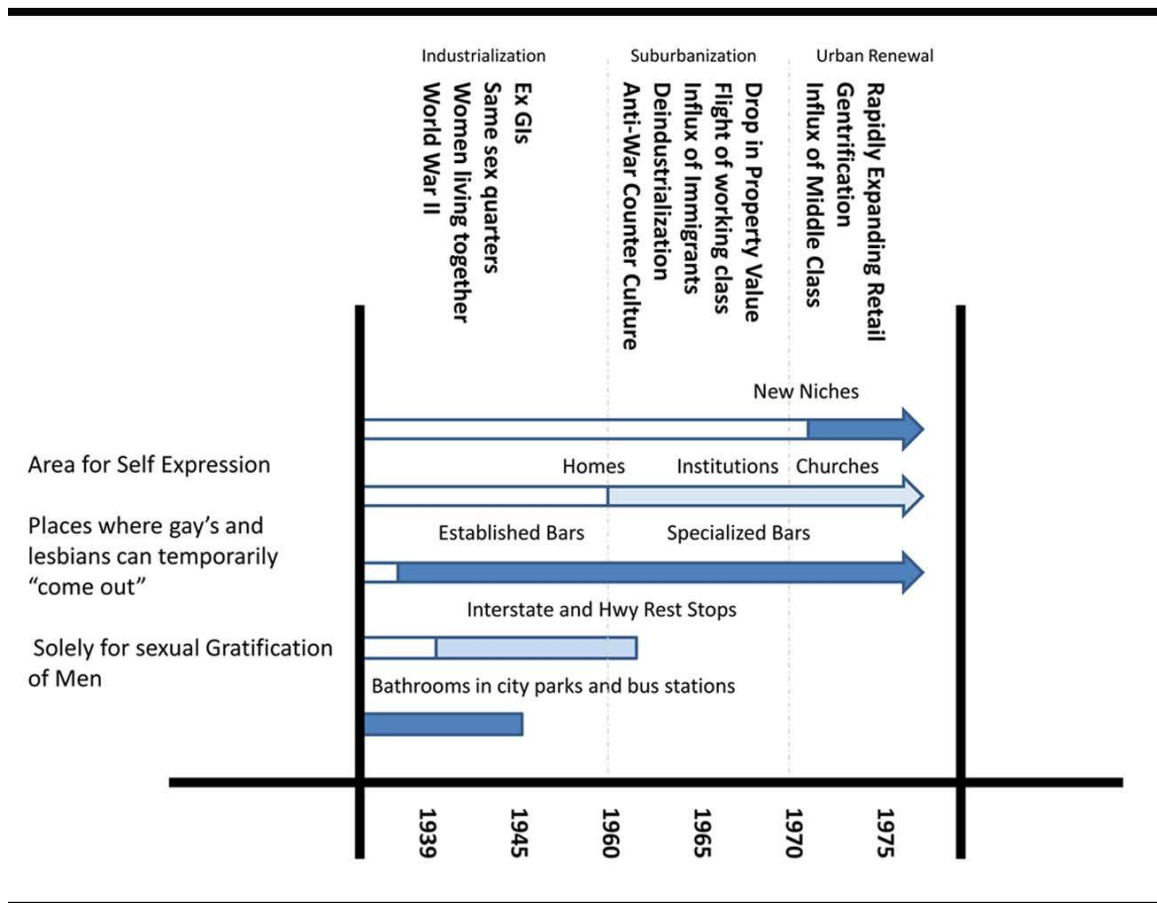 Industrialization
Suburbanization
Urban Renewal
Ex GIs
Same sex quarters
Women living together
World War II
Drop in Property Value
Flight of working class
Influx of Immigrants
Deindustrialization
Anti-War Counter Culture
Rapidly Expanding Retail
Gentrification
Influx of Middle Class
New Niches
Area for Self Expression
Homes
Institutions
Churches
Places where gay's and
lesbians can temporarily
“come out”
Established Bars
Specialized Bars
Interstate and Hwy Rest Stops
Solely for sexual Gratification
of Men
Bathrooms in city parks and bus stations
1939
1945
1960
1965
1970
1975